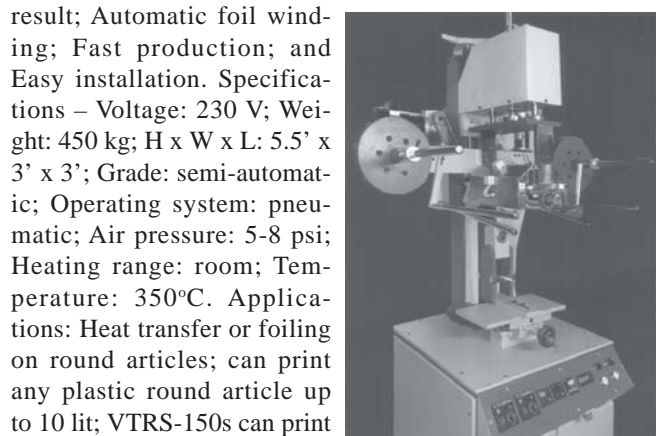 result; Automatic foil wind-
ing; Fast production; and
Easy installation. Specifica-
tions – Voltage: 230 V; Wei-
ght: 450 kg; H x W x L: 5.5’ x
3’ x 3’; Grade: semi-automat-
ic; Operating system: pneu-
matic; Air pressure: 5-8 psi;
Heating range: room; Tem-
perature: 350°C. Applica-
tions: Heat transfer or foiling
on round articles; can print
any plastic round article up
to 10 lit; VTRS-150s can print